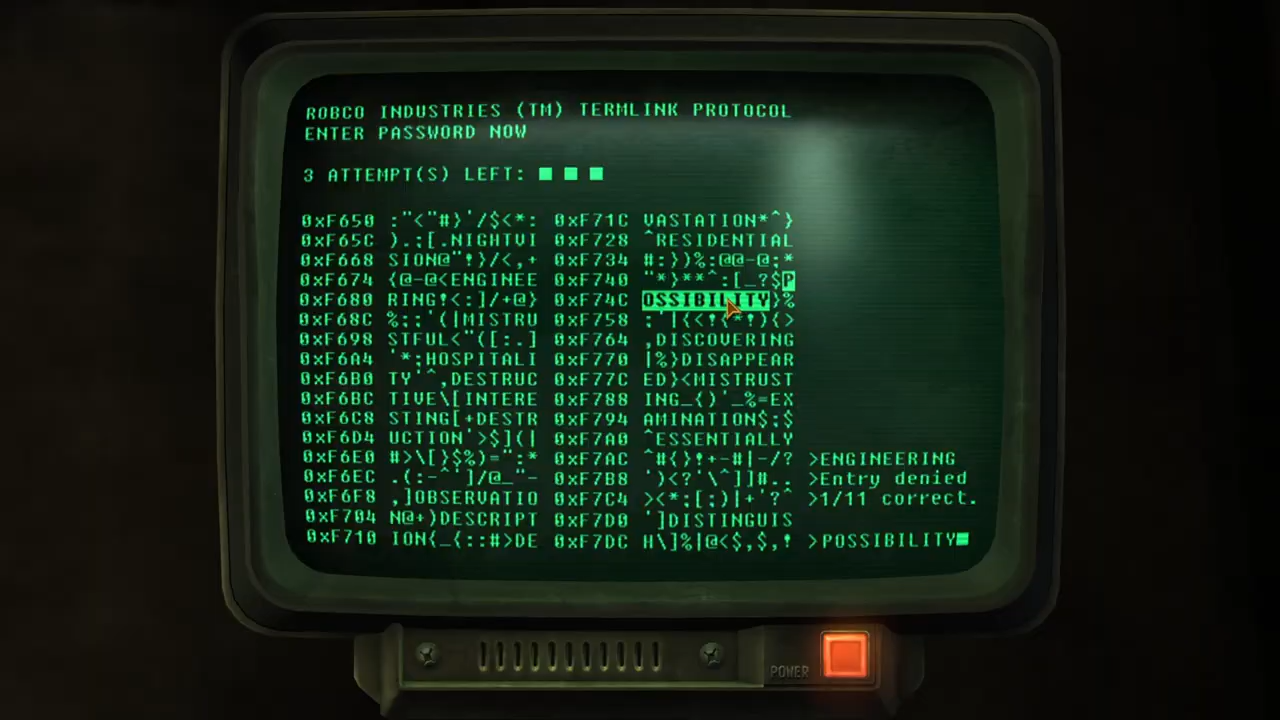 ROBCO INDUSTRIES (TM) TERMLINK PROTOCOL
ENTER PASSWORD NOW
3 ATTEMPT(S) LEFT: ■ ■ ■
0xF650 :"<"#}'/$<*: 0xF71C VASTATION*^}
0xF65C ).;[.NIGHTVI 0xF728 ^RESIDENTIAL
0xF668 SION@"!}/<,+ 0xF734 #:})%:@@-@;*
0xF674 {@-@<ENGINEE 0xF740 "*}**^:[_?$P
0xF680 RING!<:]/+@} 0xF74C OSSIBILITY}%
0xF68C %;:'(|MISTRU 0xF758 ;'|{<!{*!){>
0xF698 STFUL<"([:.] 0xF764 ,DISCOVERING
0xF6A4 '*;HOSPITALI 0xF770 |%}DISAPPEAR
0xF6B0 TY'^,DESTRUC 0xF77C ED}<MISTRUST
0xF6BC TIVE\[INTERE 0xF788 ING_{)'_%=EX
0xF6C8 STING[+DESTR 0xF794 AMINATION$;$
0xF6D4 UCTION'>$](| 0xF7A0 ^ESSENTIALLY
0xF6E0 #>\[}$%)=":* 0xF7AC ^#{}!+-#|-/? >ENGINEERING
0xF6EC .(:-^']/@_"- 0xF7B8 ')<?'\^]]#.. >Entry denied
0xF6F8 ,]OBSERVATIO 0xF7C4 ><*;[;)|+'?^ >1/11 correct.
0xF704 N@+)DESCRIPT 0xF7D0 ']DISTINGUIS
0xF710 ION{_{::#>DE 0xF7DC H\]%|@<$,$,! >POSSIBILITY■
POWER